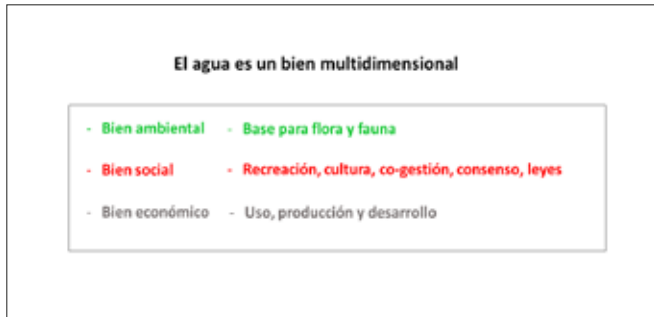 El agua es un bien multidimensional
- Bien ambiental - Base para flora y fauna
- Bien social - Recreación, cultura, co-gestión, consenso, leyes
- Bien económico - Uso, producción y desarrollo